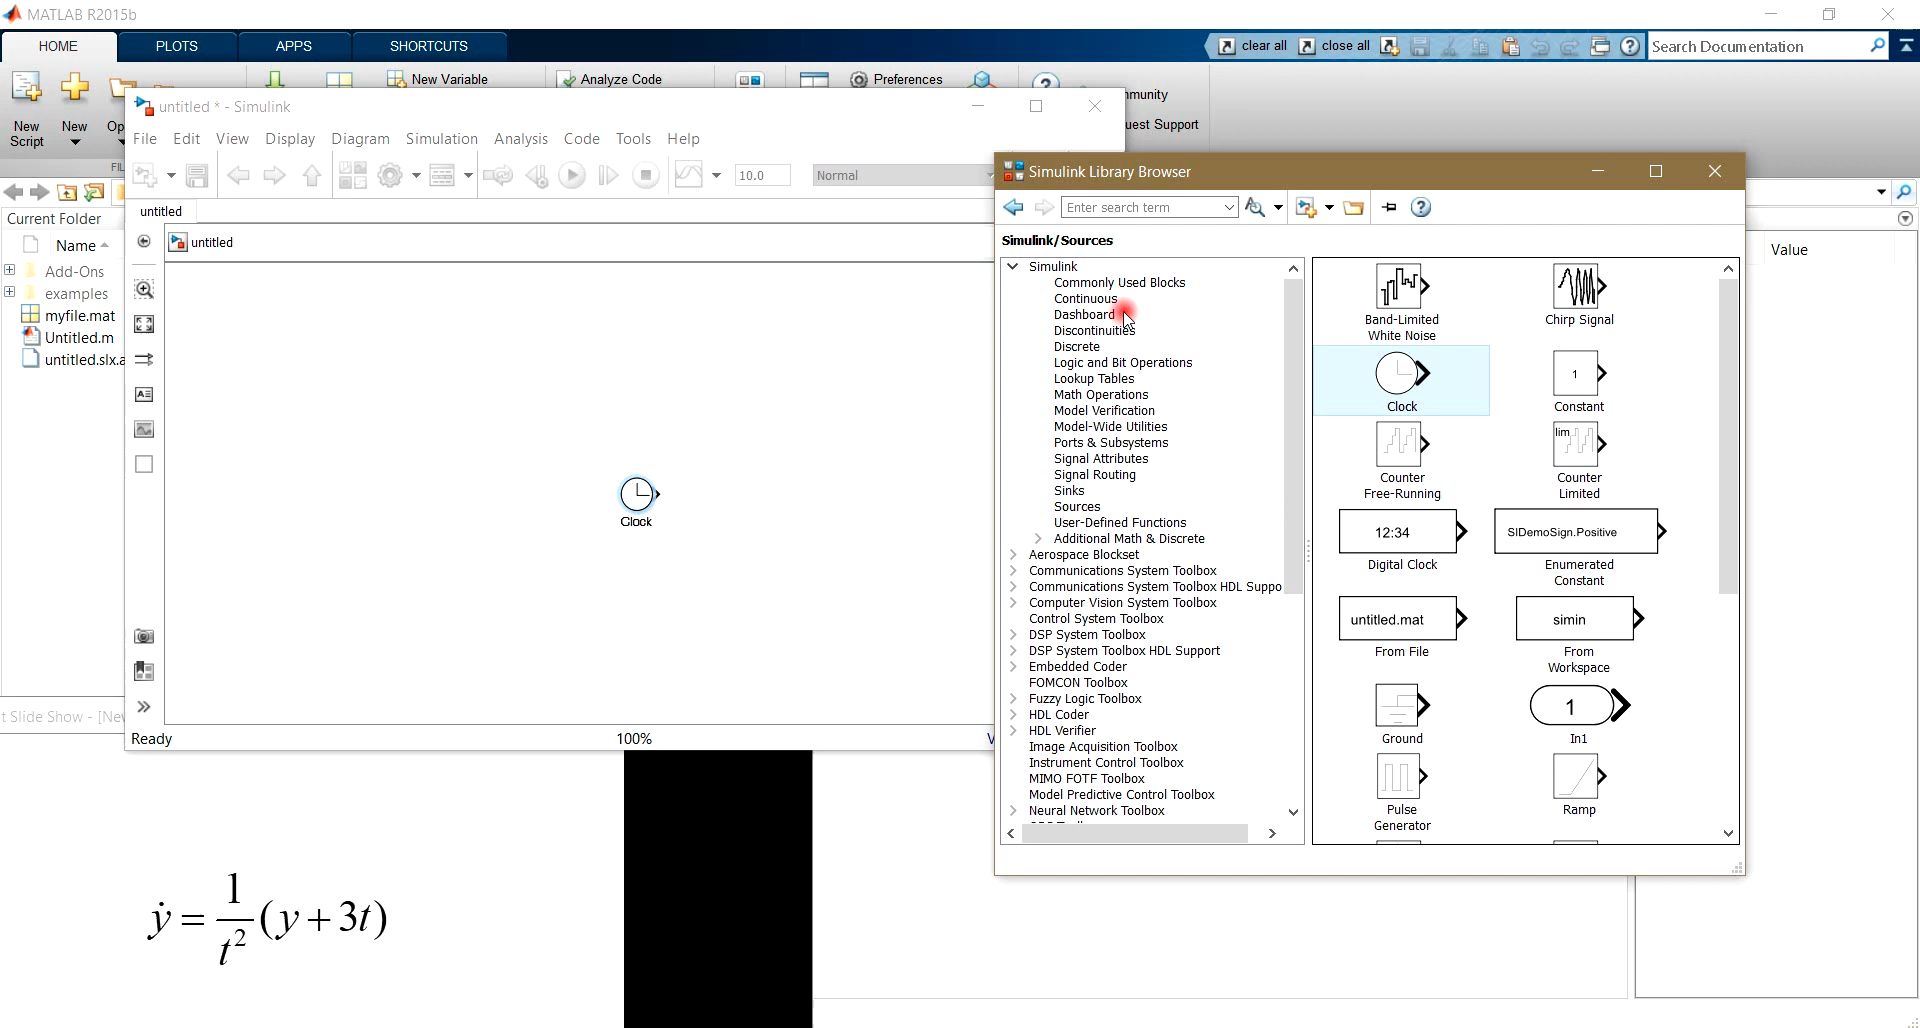 MATLAB R2015b
HOME PLOTS APPS SHORTCUTS
clear all close all
Search Documentation
New Variable
Analyze Code
Preferences
New Script
New
untitled * - Simulink
File Edit View Display Diagram Simulation Analysis Code Tools Help
10.0
Normal
untitled
untitled
Current Folder
Name
Add-Ons
examples
myfile.mat
Untitled.m
untitled.slx.a
t Slide Show - [Nev
Clock
Ready
100%
uest Support
Value
Simulink Library Browser
Enter search term
Simulink/Sources
Simulink
Commonly Used Blocks
Continuous
Dashboard
Discontinuities
Discrete
Logic and Bit Operations
Lookup Tables
Math Operations
Model Verification
Model-Wide Utilities
Ports & Subsystems
Signal Attributes
Signal Routing
Sinks
Sources
User-Defined Functions
Additional Math & Discrete
Aerospace Blockset
Communications System Toolbox
Communications System Toolbox HDL Suppo
Computer Vision System Toolbox
Control System Toolbox
DSP System Toolbox
DSP System Toolbox HDL Support
Embedded Coder
FOMCON Toolbox
Fuzzy Logic Toolbox
HDL Coder
HDL Verifier
Image Acquisition Toolbox
Instrument Control Toolbox
MIMO FOTF Toolbox
Model Predictive Control Toolbox
Neural Network Toolbox
Band-Limited White Noise
Chirp Signal
Clock
1
Constant
Counter Free-Running
lim
Counter Limited
12:34
Digital Clock
SlDemoSign.Positive
Enumerated Constant
untitled.mat
From File
simin
From Workspace
Ground
1
In1
Pulse Generator
Ramp
ẏ = 1/t² (y + 3t)